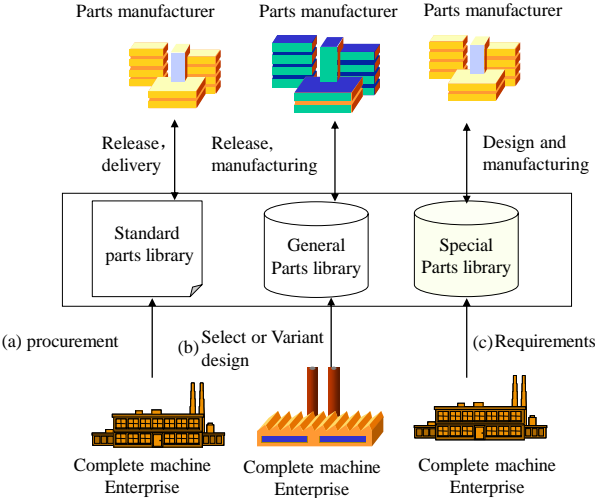 Parts manufacturer
Parts manufacturer
Parts manufacturer
Release，
delivery
Release,
manufacturing
Design and
manufacturing
Standard
parts library
General
Parts library
Special
Parts library
(a) procurement
(b) Select or Variant
design
(c) Requirements
Complete machine
Enterprise
Complete machine
Enterprise
Complete machine
Enterprise